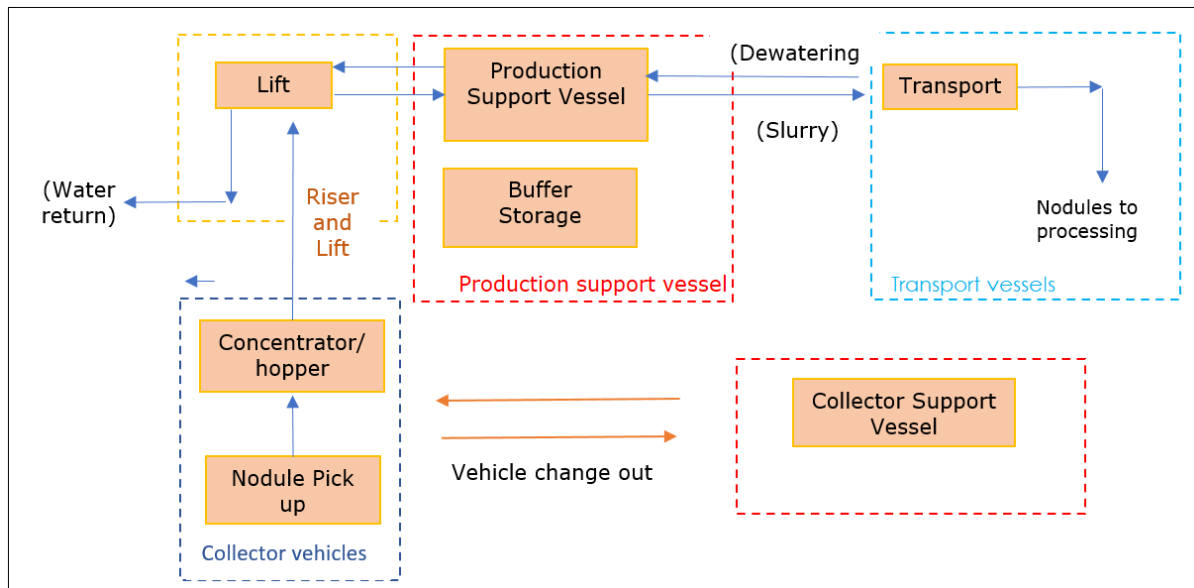 Lift
Production
Support Vessel
(Dewatering
Transport
(Slurry)
(Water
return)
Riser
and
Lift
Buffer
Storage
Nodules to
processing
Production support vessel
Transport vessels
Concentrator/
hopper
Collector Support
Vessel
Nodule Pick
up
Vehicle change out
Collector vehicles